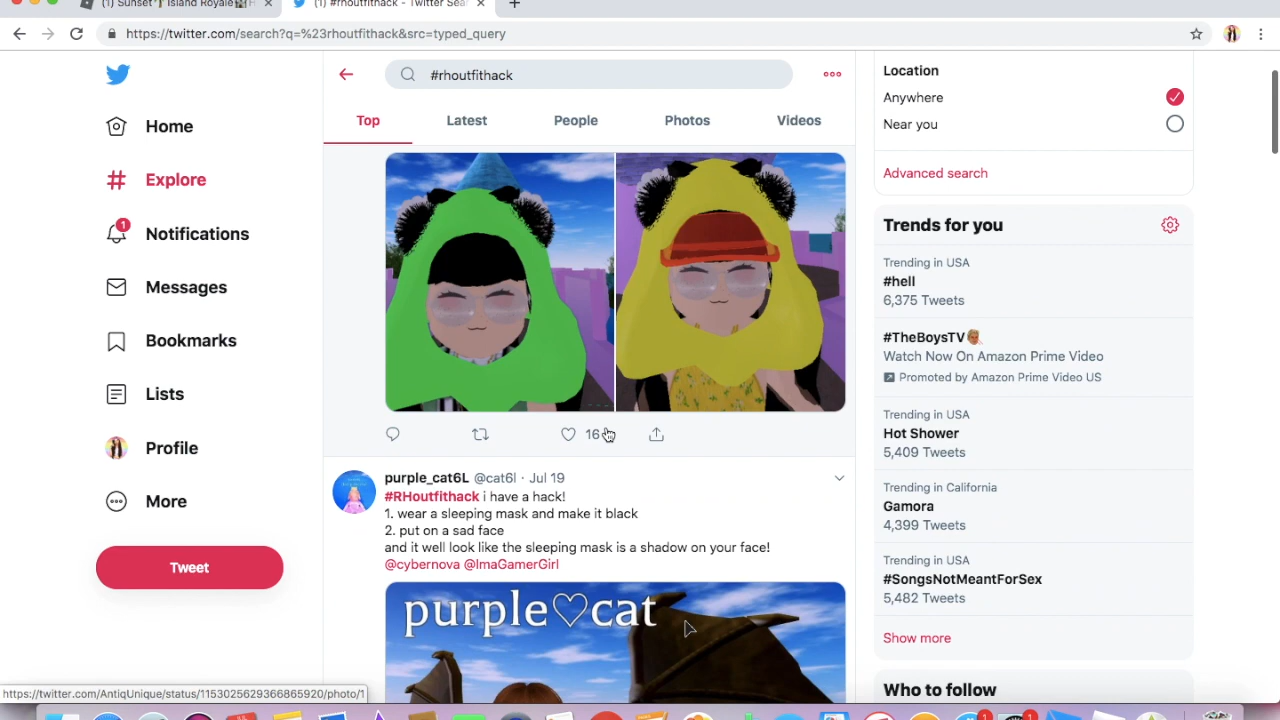 (1) Sunset🌴Island Royale🏰H
(1) #rhoutfithack - Twitter Sear
https://twitter.com/search?q=%23rhoutfithack&src=typed_query
#rhoutfithack
Top
Latest
People
Photos
Videos
Home
Explore
1
Notifications
Messages
Bookmarks
Lists
Profile
More
Tweet
16
purple_cat6L @cat6l · Jul 19
#RHoutfithack i have a hack!
1. wear a sleeping mask and make it black
2. put on a sad face
and it well look like the sleeping mask is a shadow on your face!
@cybernova @ImaGamerGirl
purple♡cat
Location
Anywhere
Near you
Advanced search
Trends for you
Trending in USA
#hell
6,375 Tweets
#TheBoysTV
Watch Now On Amazon Prime Video
Promoted by Amazon Prime Video US
Trending in USA
Hot Shower
5,409 Tweets
Trending in California
Gamora
4,399 Tweets
Trending in USA
#SongsNotMeantForSex
5,482 Tweets
Show more
Who to follow
https://twitter.com/AntiqUnique/status/1153025629366865920/photo/1
JUL
1
1